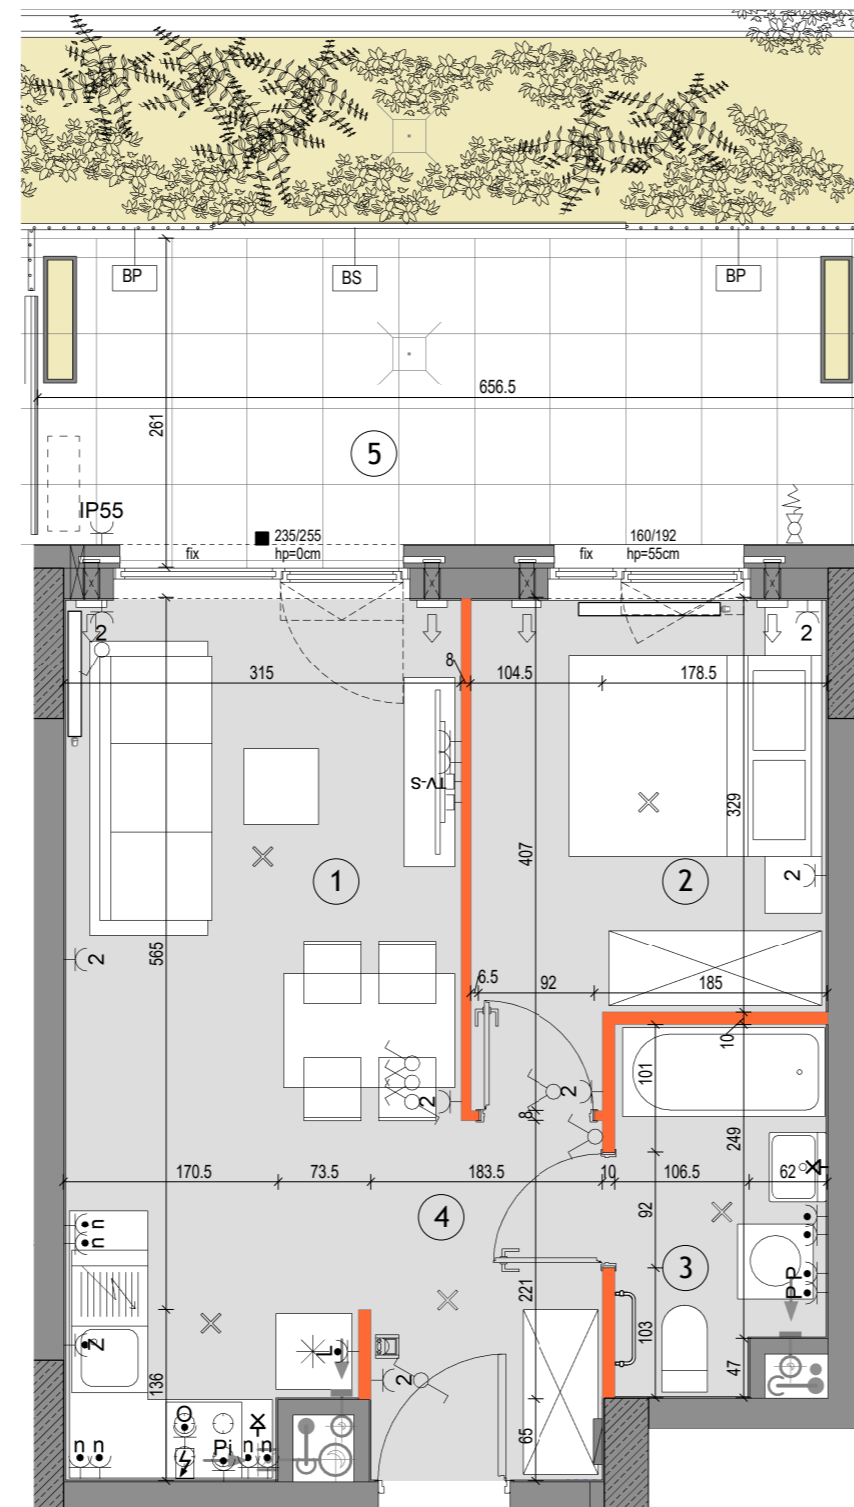 BP
BS
BP
656.5
261
5
IP55
fix
235/255
hp=0cm
fix
160/192
hp=55cm
x
x
x
x
2
2
315
8
104.5
178.5
TV-S
329
407
1
2
2
565
2
6.5
92
185
10
101
2
2
8
249
170.5
73.5
183.5
10
106.5
62
4
92
n
n
3
P P
221
Z
L
103
136
2
47
65
O
Pi
n n
n n